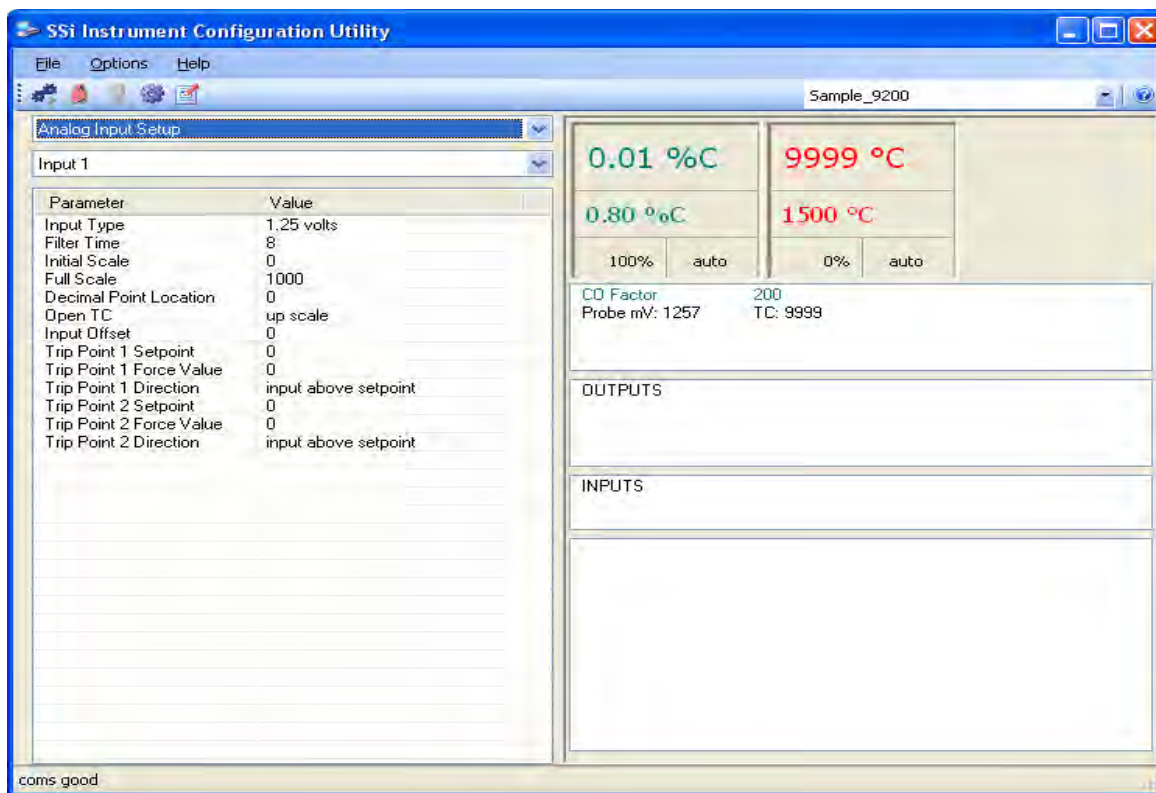 SSi Instrument Configuration Utility
File Options Help
Sample_9200
Analog Input Setup
Input 1
Parameter Value
Input Type 1.25 volts
Filter Time 8
Initial Scale 0
Full Scale 1000
Decimal Point Location 0
Open TC up scale
Input Offset 0
Trip Point 1 Setpoint 0
Trip Point 1 Force Value 0
Trip Point 1 Direction input above setpoint
Trip Point 2 Setpoint 0
Trip Point 2 Force Value 0
Trip Point 2 Direction input above setpoint
0.01 %C 9999 °C
0.80 %C 1500 °C
100% auto 0% auto
CO Factor 200
Probe mV: 1257 TC: 9999
OUTPUTS
INPUTS
coms good